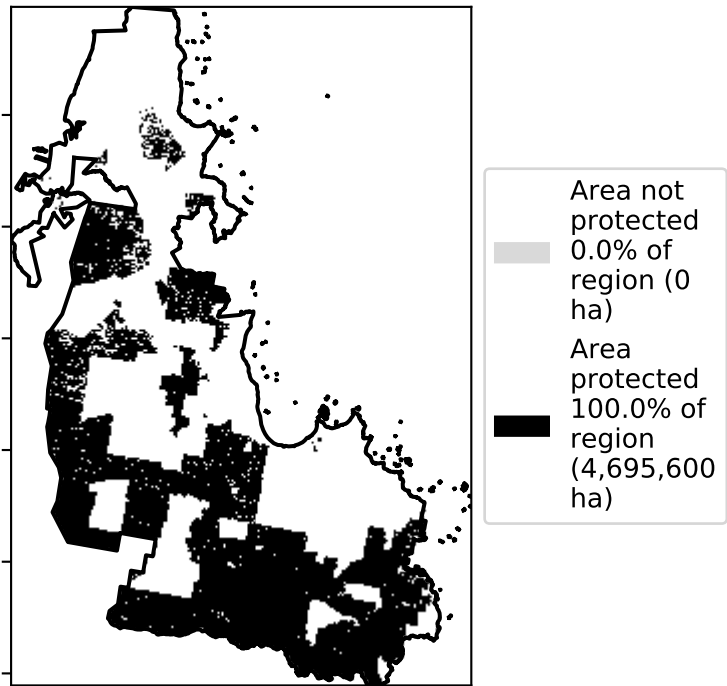 Area not
protected
0.0% of
region (0
ha)
Area
protected
100.0% of
region
(4,695,600
ha)